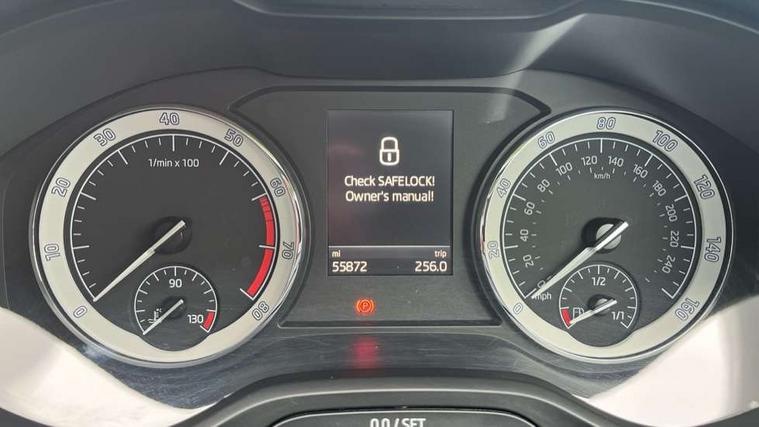 0 10 20 30 40 50 60 70 80
1/min x 100
90
130
Check SAFELOCK!
Owner's manual!
mi trip
55872 256.0
(P)
0 20 40 60 80 100 120 140 160
20 40 60 80 100 120 140 160 180 200 220 240
km/h
mph
1/2
1/1
0.0 / SET